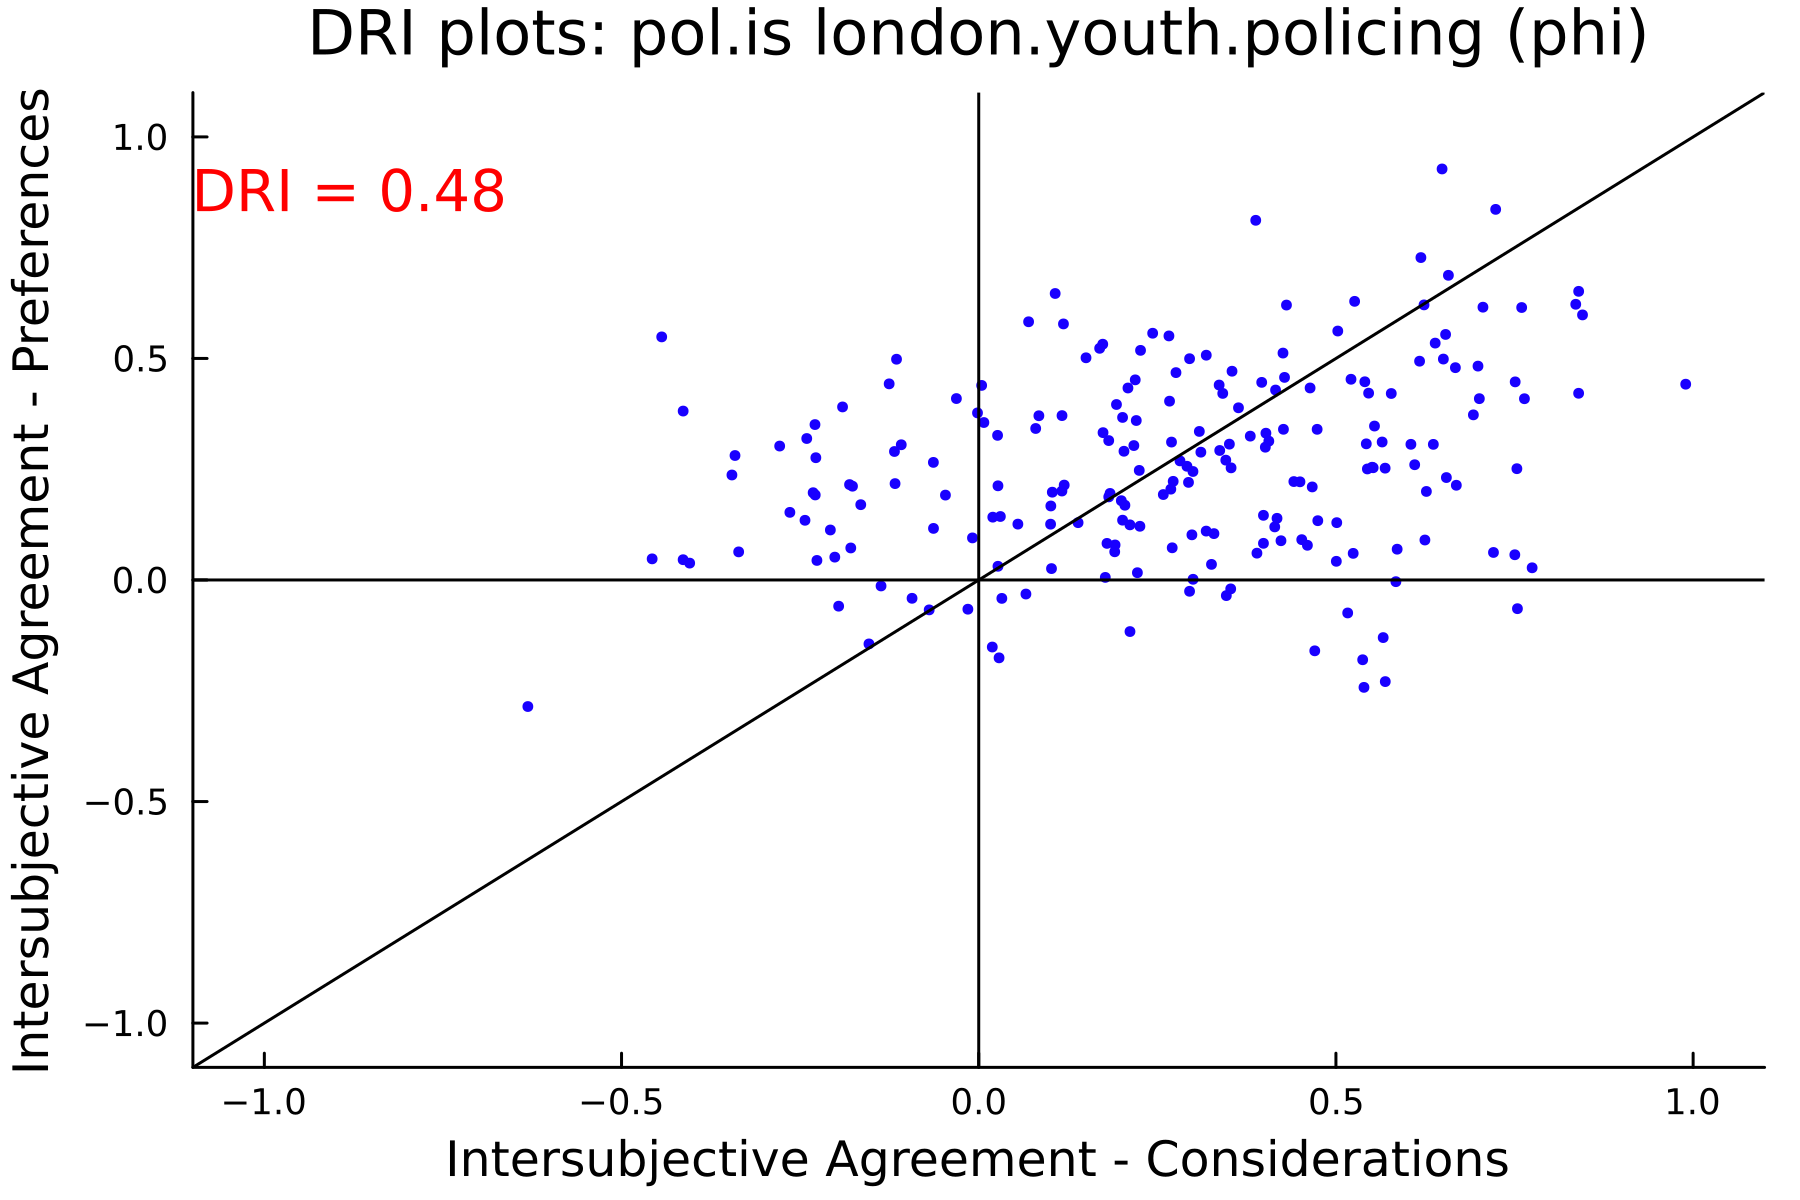 DRI plots: pol.is london.youth.policing (phi)
Intersubjective Agreement - Preferences
1.0
0.5
0.0
−0.5
−1.0
DRI = 0.48
−1.0
−0.5
0.0
0.5
1.0
Intersubjective Agreement - Considerations